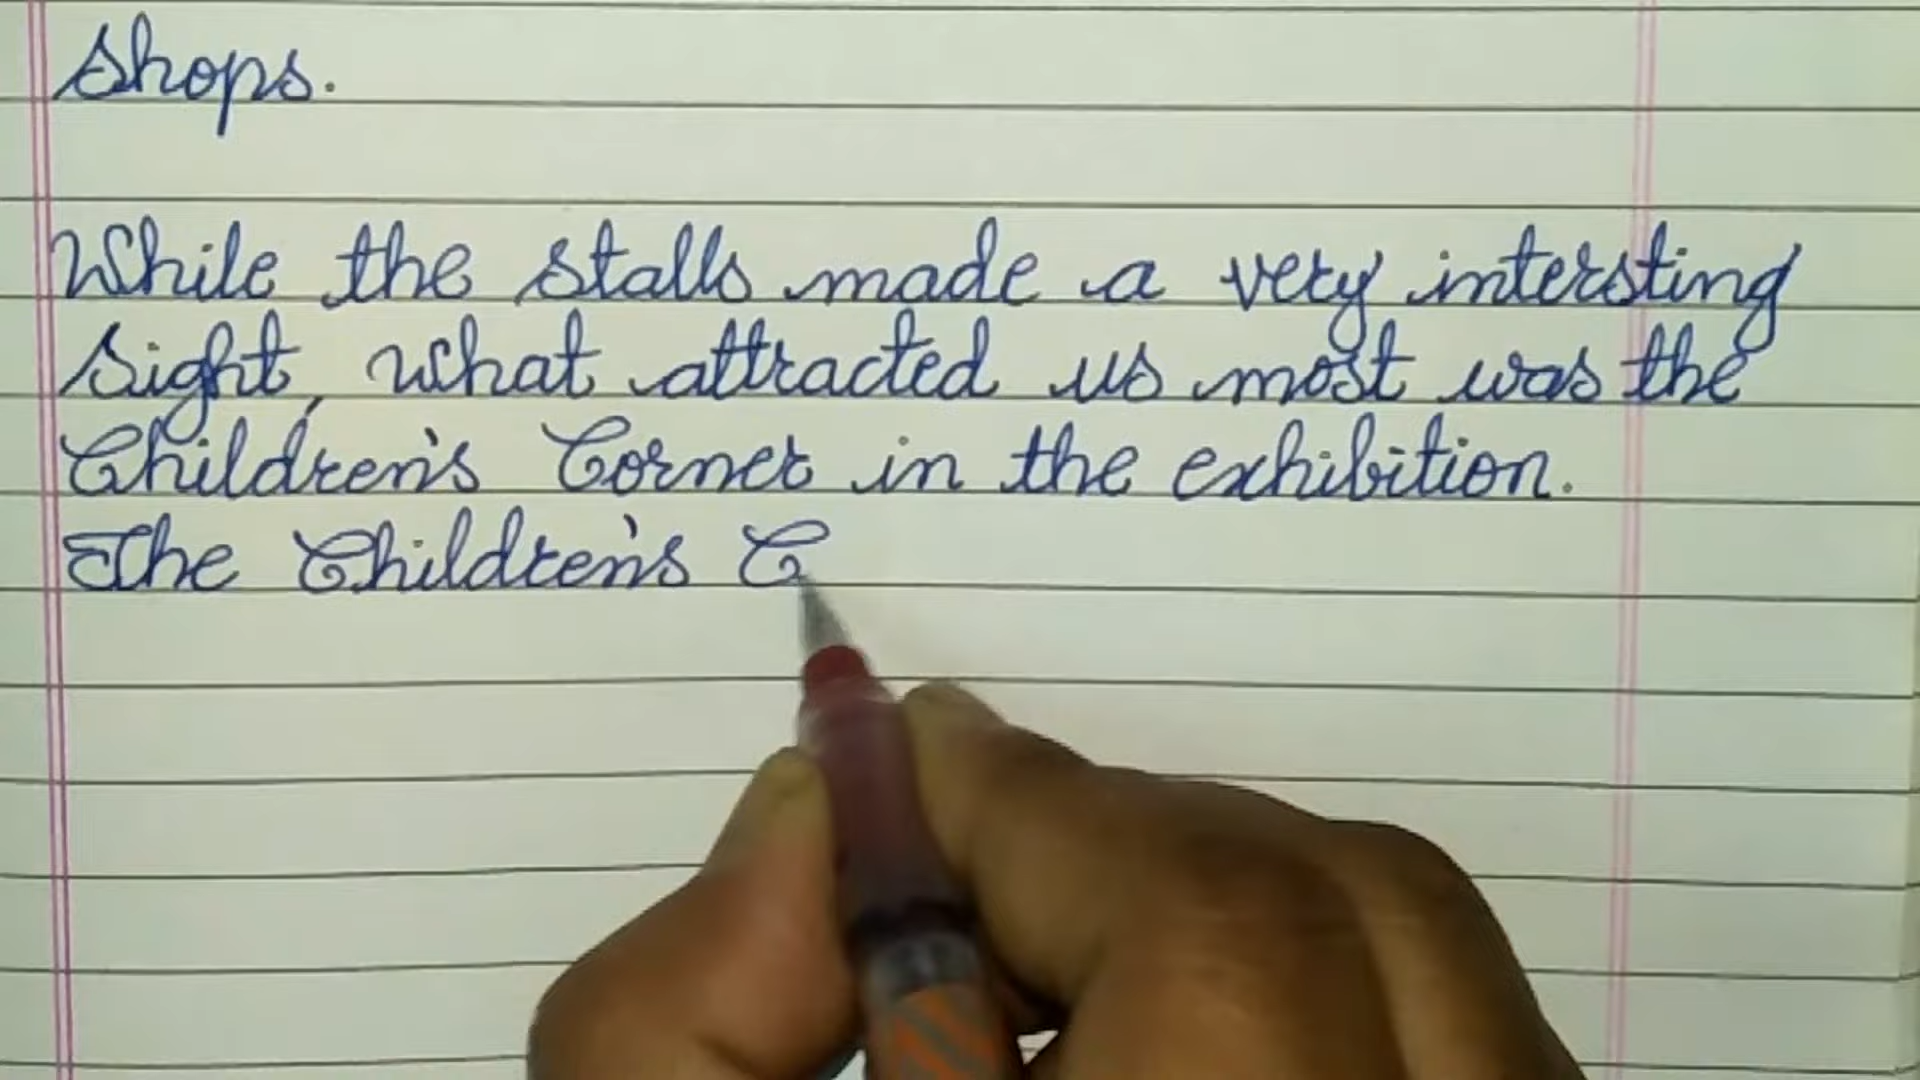 shops.
While the stalls made a very intersting
sight, what attracted us most was the
Children's Corner in the exhibition.
The Children's C